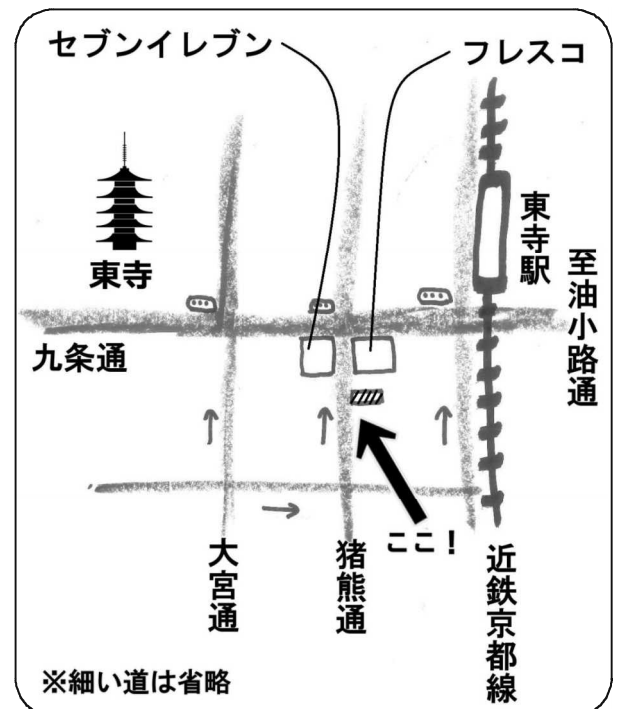 セブンイレブン
フレスコ
東寺
東寺駅
至油小路通
九条通
ここ！
大宮通
猪熊通
近鉄京都線
※細い道は省略